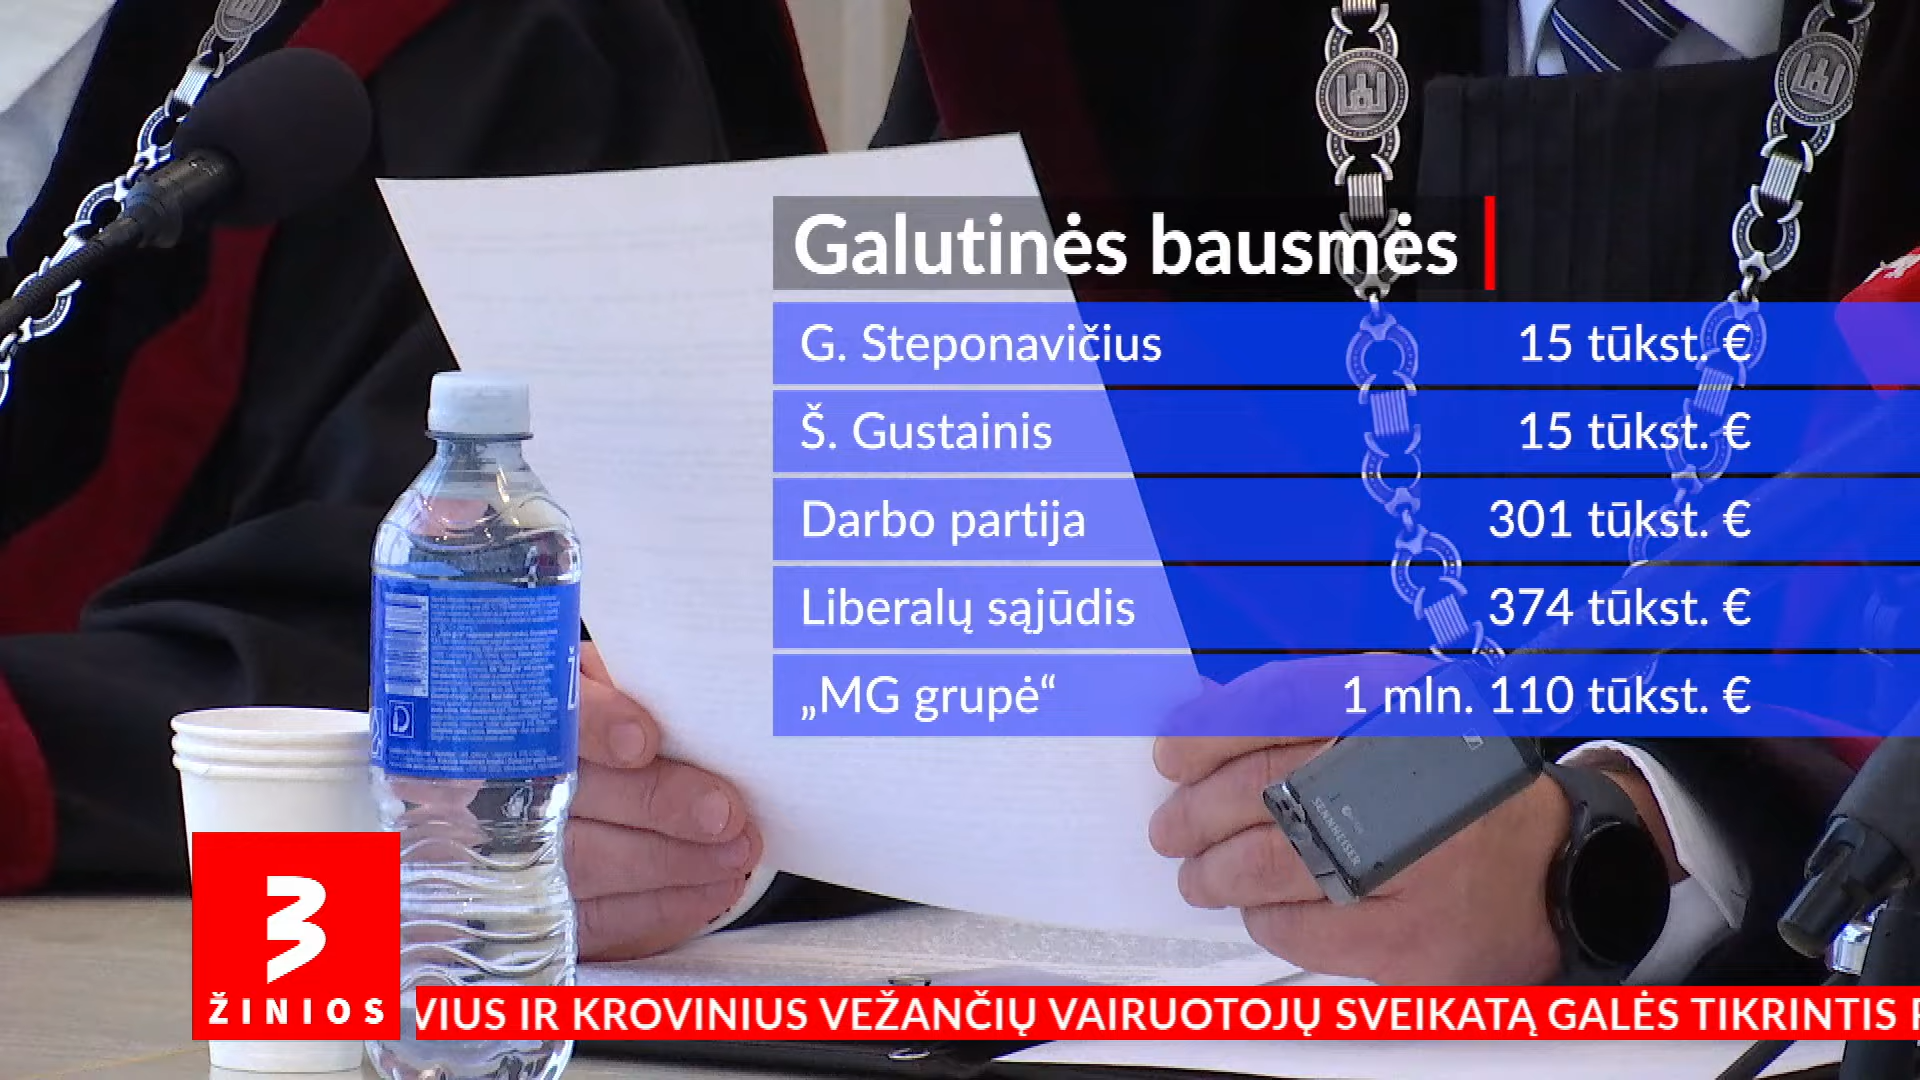 Galutinės bausmės
G. Steponavičius 15 tūkst. €
Š. Gustainis 15 tūkst. €
Darbo partija 301 tūkst. €
Liberalų sąjūdis 374 tūkst. €
„MG grupė“ 1 mln. 110 tūkst. €
SENNHEISER
3
ŽINIOS
VIUS IR KROVINIUS VEŽANČIŲ VAIRUOTOJŲ SVEIKATĄ GALĖS TIKRINTIS